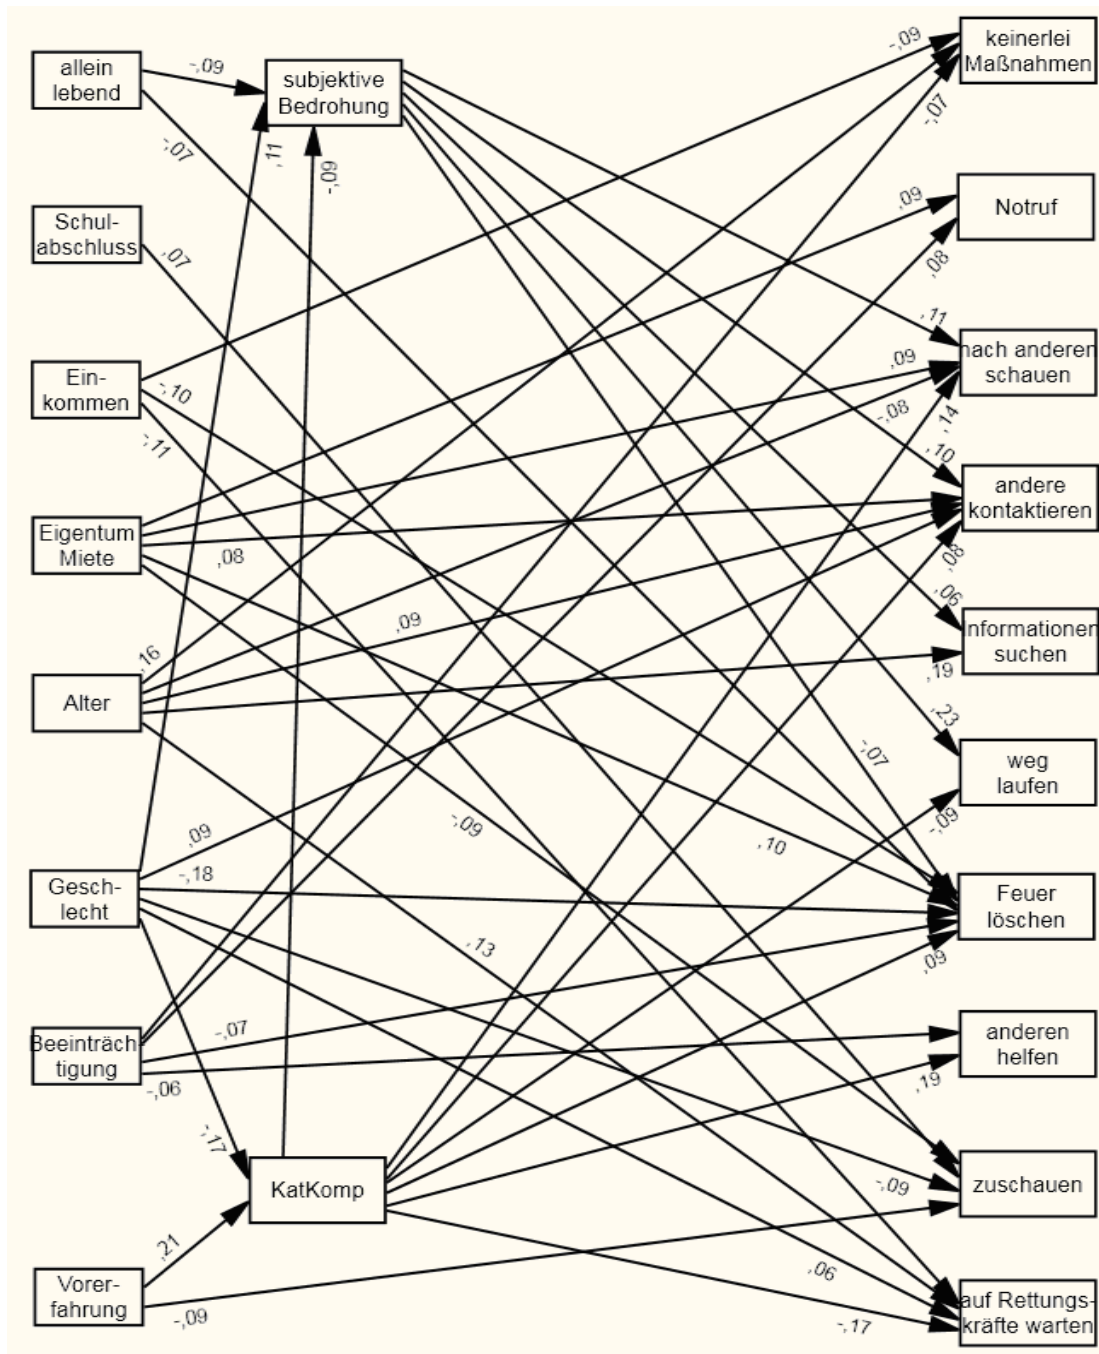 keinerlei
Maßnahmen
-,09
-,07
allein
lebend
-,09
-,07
subjektive
Bedrohung
,11
-,09
Notruf
,09
,08
Schul-
abschluss
,07
nach anderen
schauen
,11
,09
-,08
,14
Ein-
kommen
-,10
-,11
andere
kontaktieren
,10
,08
Eigentum
Miete
,08
Informationen
suchen
,06
,19
Alter
,16
,09
weg
laufen
,23
-,09
-,07
-,09
,10
Gesch-
lecht
,09
-,18
Feuer
löschen
,09
,13
Beeinträch-
tigung
-,07
-,06
anderen
helfen
,19
-,17
KatKomp
zuschauen
-,09
Vorer-
fahrung
,21
-,09
auf Rettungs-
kräfte warten
,06
-,17